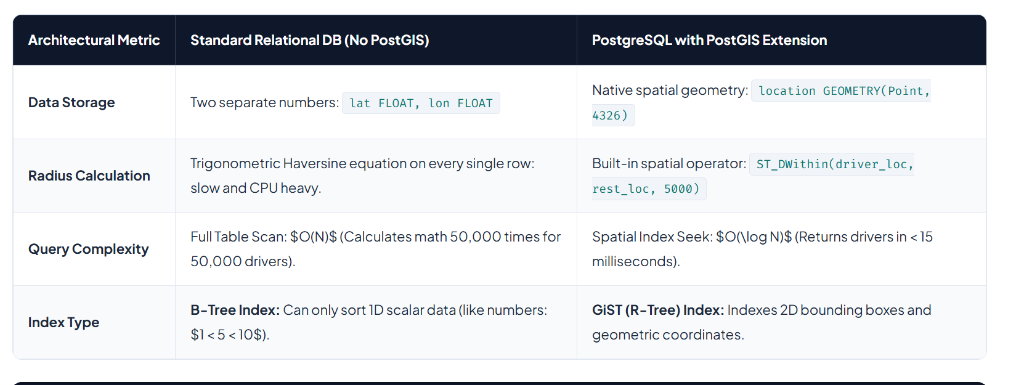 Architectural Metric Standard Relational DB (No PostGIS) PostgreSQL with PostGIS Extension
Data Storage
Two separate numbers: lat FLOAT, lon FLOAT
Native spatial geometry: location GEOMETRY(Point,
4326)
Radius Calculation
Trigonometric Haversine equation on every single row:
slow and CPU heavy.
Built-in spatial operator: ST_DWithin(driver_loc,
rest_loc, 5000)
Query Complexity
Full Table Scan: $O(N)$ (Calculates math 50,000 times for
50,000 drivers).
Spatial Index Seek: $O(\log N)$ (Returns drivers in < 15
milliseconds).
Index Type
B-Tree Index: Can only sort 1D scalar data (like numbers:
$1 < 5 < 10$).
GiST (R-Tree) Index: Indexes 2D bounding boxes and
geometric coordinates.